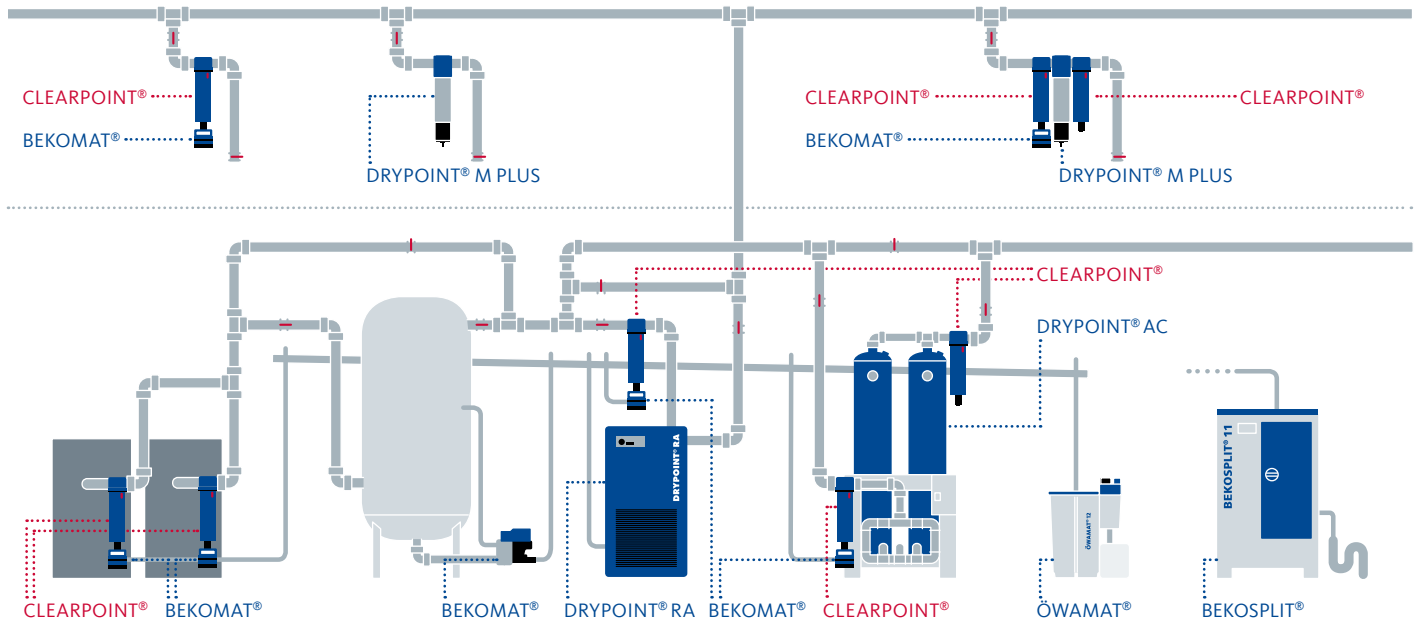 CLEARPOINT®
BEKOMAT®
DRYPOINT® M PLUS
CLEARPOINT®
CLEARPOINT®
BEKOMAT®
DRYPOINT® M PLUS
CLEARPOINT®
DRYPOINT® AC
DRYPOINT® RA
BEKOSPLIT® 11
ÖWAMAT® 12
CLEARPOINT®
BEKOMAT®
BEKOMAT®
DRYPOINT® RA
BEKOMAT®
CLEARPOINT®
ÖWAMAT®
BEKOSPLIT®